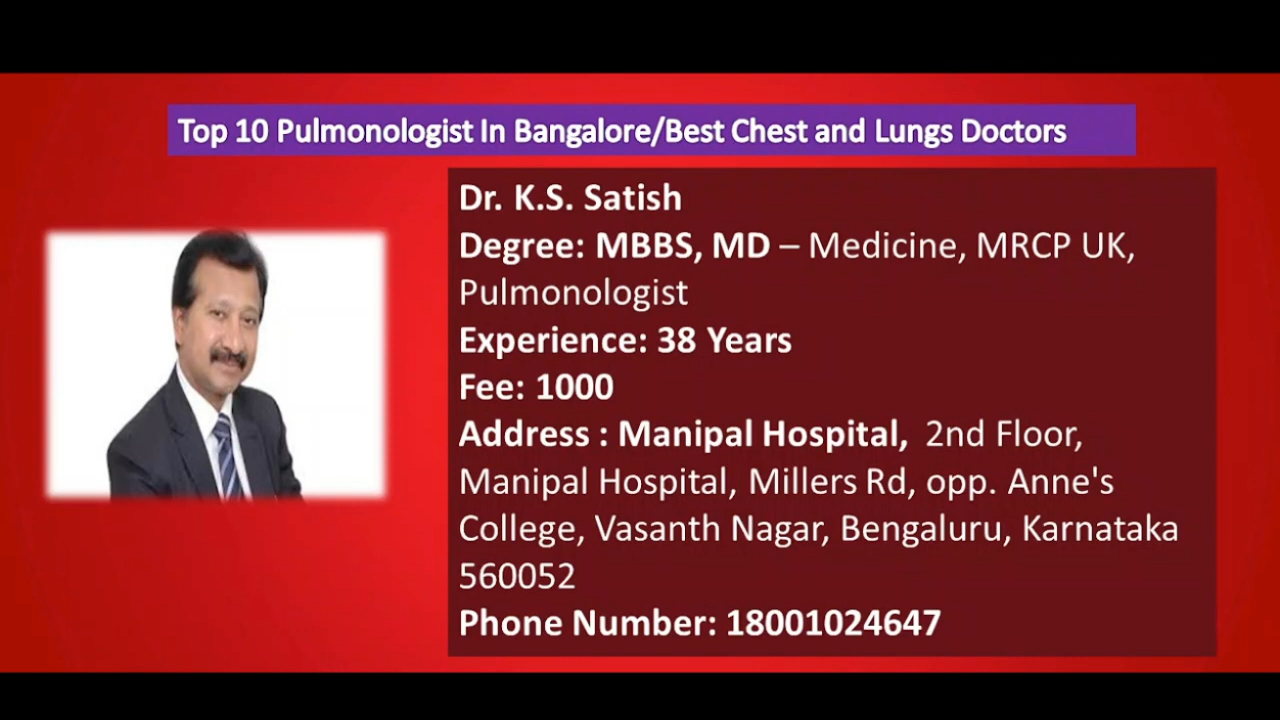 Top 10 Pulmonologist In Bangalore/Best Chest and Lungs Doctors
Dr. K.S. Satish
Degree: MBBS, MD – Medicine, MRCP UK,
Pulmonologist
Experience: 38 Years
Fee: 1000
Address : Manipal Hospital, 2nd Floor,
Manipal Hospital, Millers Rd, opp. Anne's
College, Vasanth Nagar, Bengaluru, Karnataka
560052
Phone Number: 18001024647